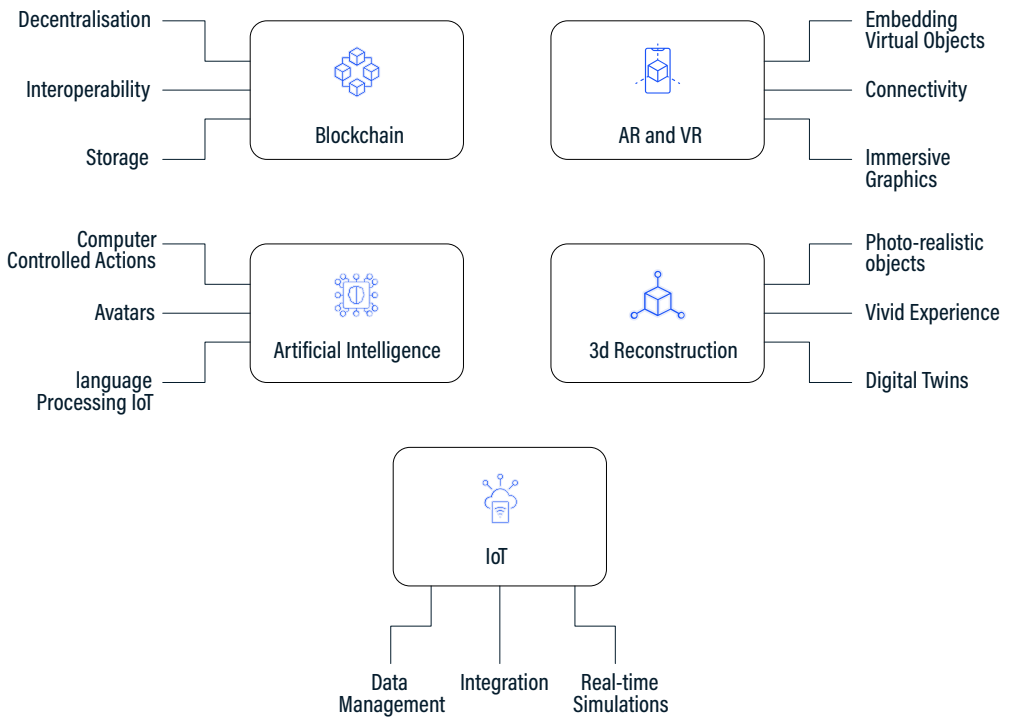 Decentralisation
Interoperability
Storage
Blockchain
AR and VR
Embedding
Virtual Objects
Connectivity
Immersive
Graphics
Computer
Controlled Actions
Avatars
language
Processing IoT
Artificial Intelligence
3d Reconstruction
Photo-realistic
objects
Vivid Experience
Digital Twins
IoT
Data
Management
Integration
Real-time
Simulations